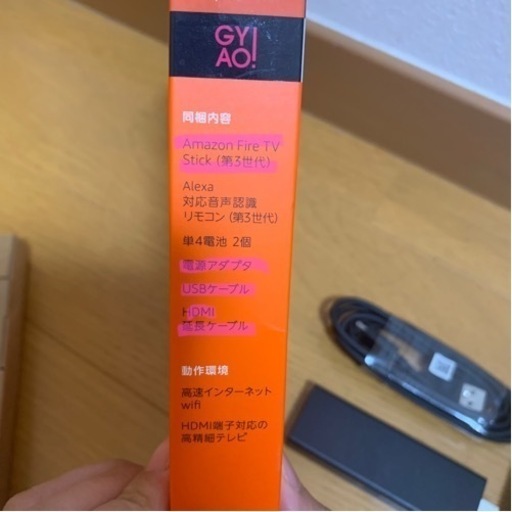 GY
AO!
同梱内容
Amazon Fire TV
Stick (第3世代)
Alexa
対応音声認識
リモコン (第3世代)
単4電池 2個
電源アダプタ
USBケーブル
HDMI
延長ケーブル
動作環境
高速インターネット
wifi
HDMI端子対応の
高精細テレビ